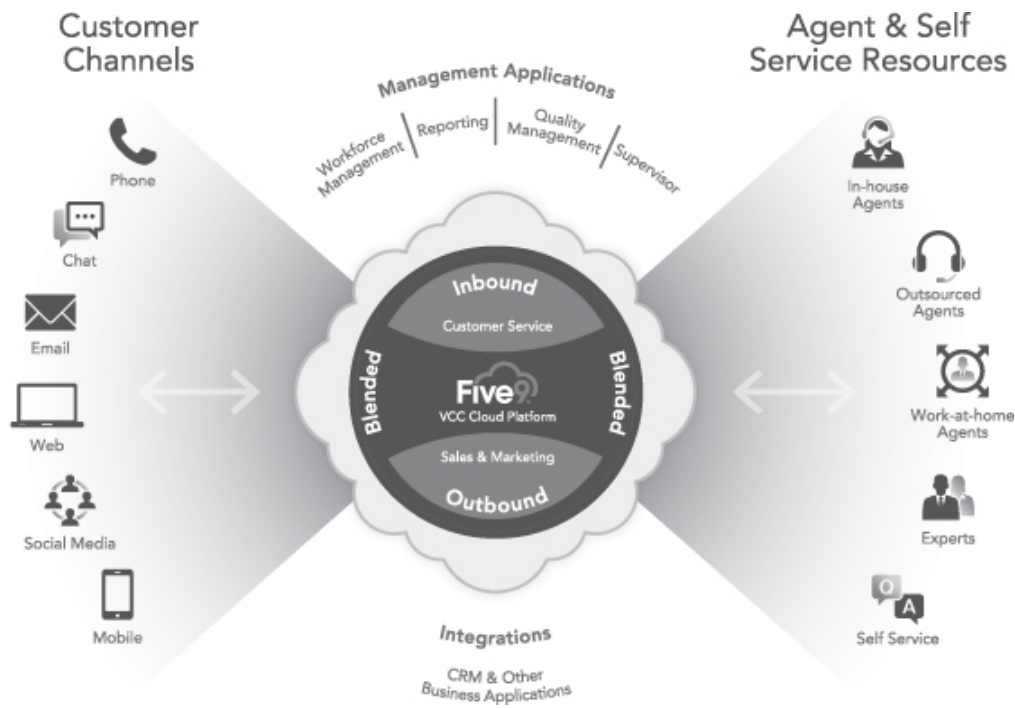 Customer
Channels
Agent & Self
Service Resources
Management Applications
Workforce
Management
Reporting
Quality
Management
Supervisor
Phone
Chat
Email
Web
Social Media
Mobile
Inbound
Customer Service
Blended
Five9
VCC Cloud Platform
Blended
Sales & Marketing
Outbound
In-house
Agents
Outsourced
Agents
Work-at-home
Agents
Experts
Q
A
Self Service
Integrations
CRM & Other
Business Applications